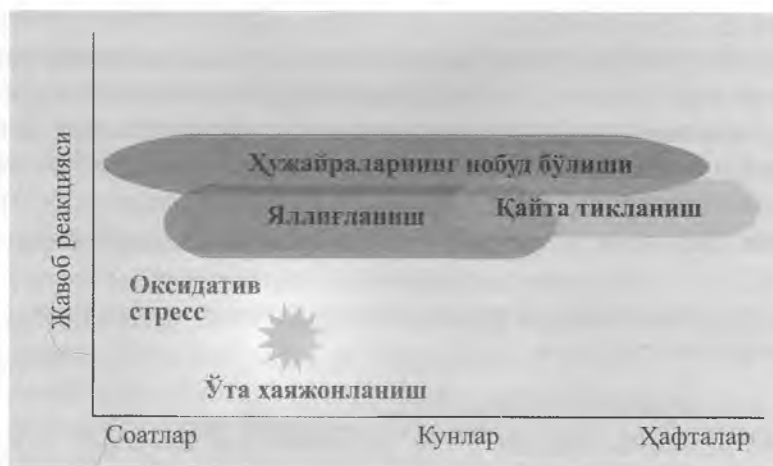 Жавоб реакцияси
Ҳужайраларнинг нобуд бўлиши
Яллиғланиш
Қайта тикланиш
Оксидатив
стресс
Ўта ҳаяжонланиш
Соатлар
Кунлар
Ҳафталар